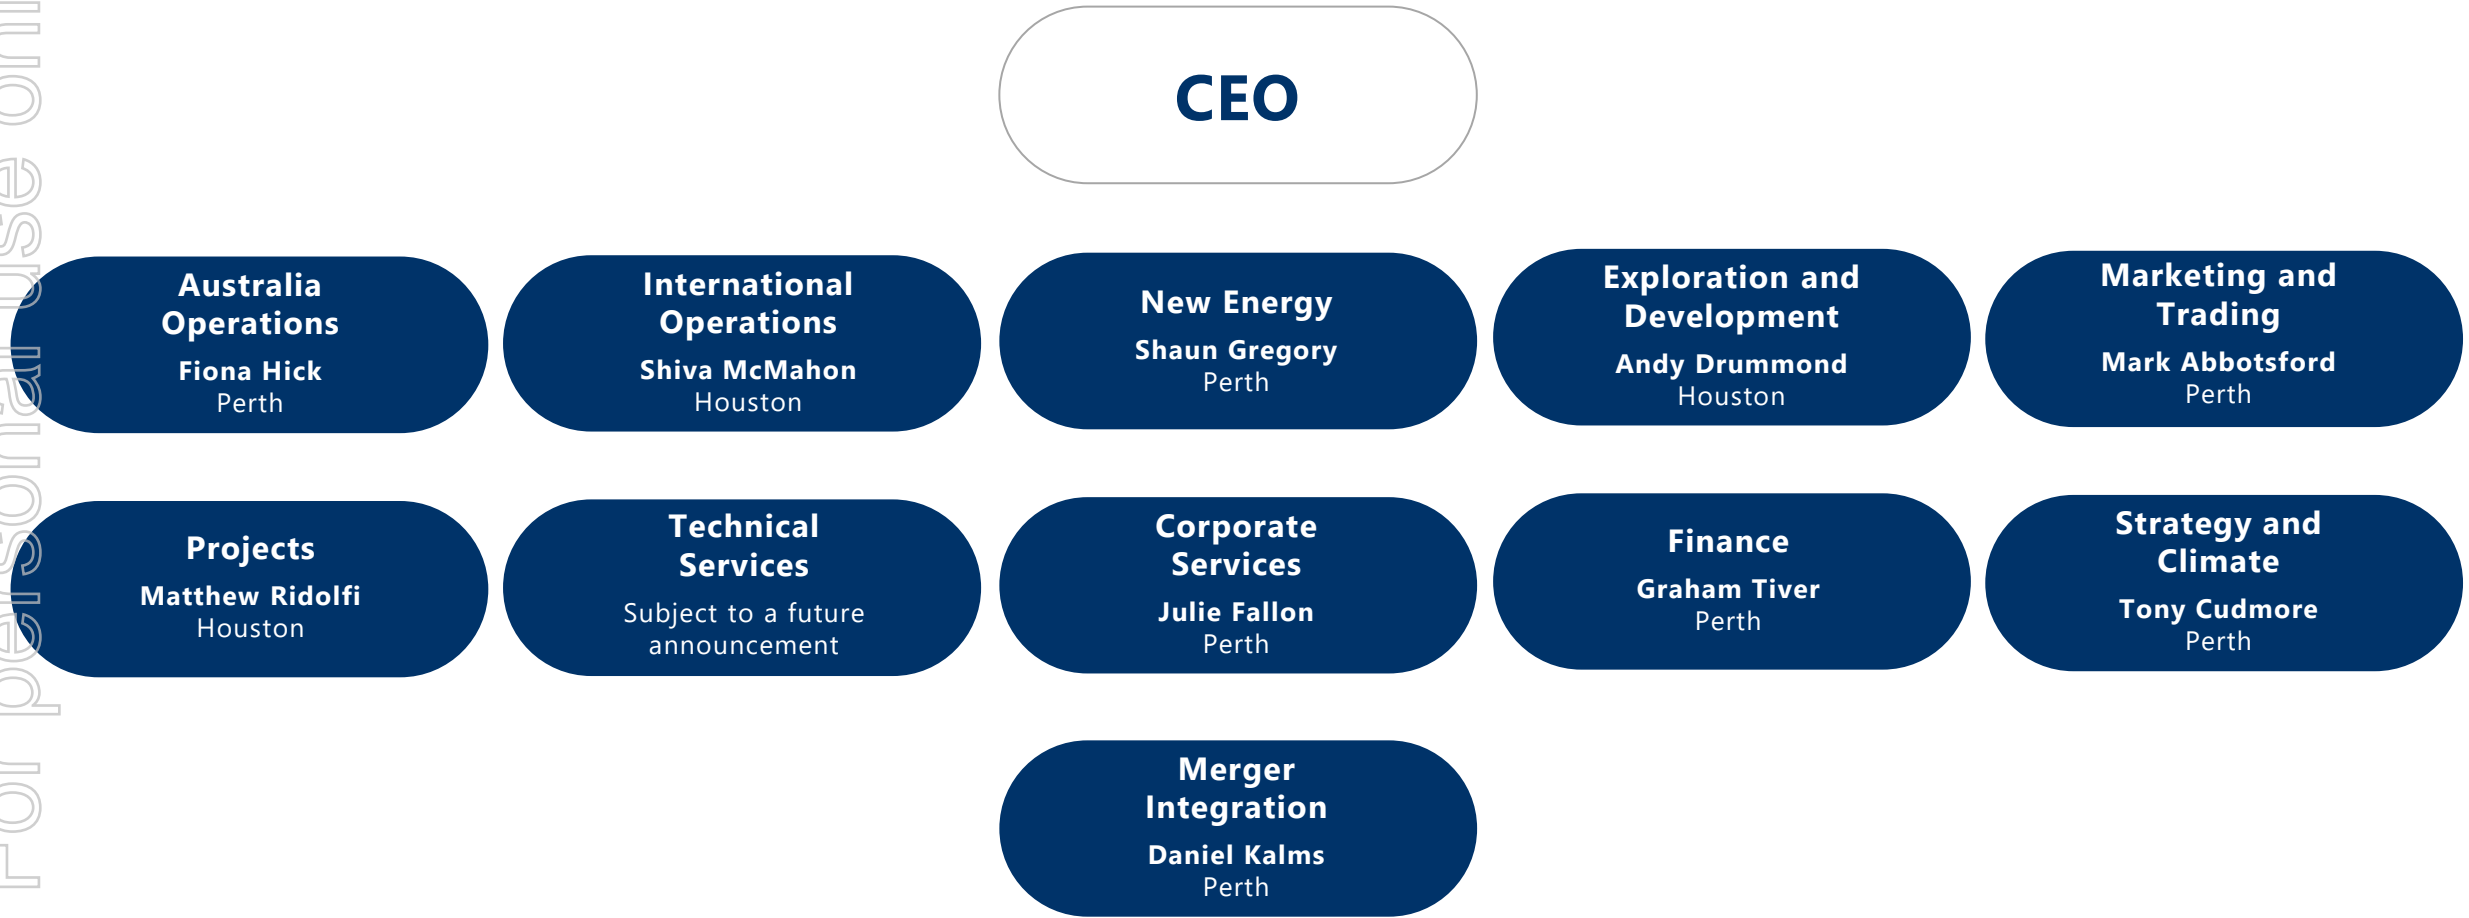 CEO
Australia
Operations
Fiona Hick
Perth
International
Operations
Shiva McMahon
Houston
New Energy
Shaun Gregory
Perth
Exploration and
Development
Andy Drummond
Houston
Marketing and
Trading
Mark Abbotsford
Perth
Projects
Matthew Ridolfi
Houston
Technical
Services
Subject to a future
announcement
Corporate
Services
Julie Fallon
Perth
Finance
Graham Tiver
Perth
Strategy and
Climate
Tony Cudmore
Perth
Merger
Integration
Daniel Kalms
Perth
For personal use onl